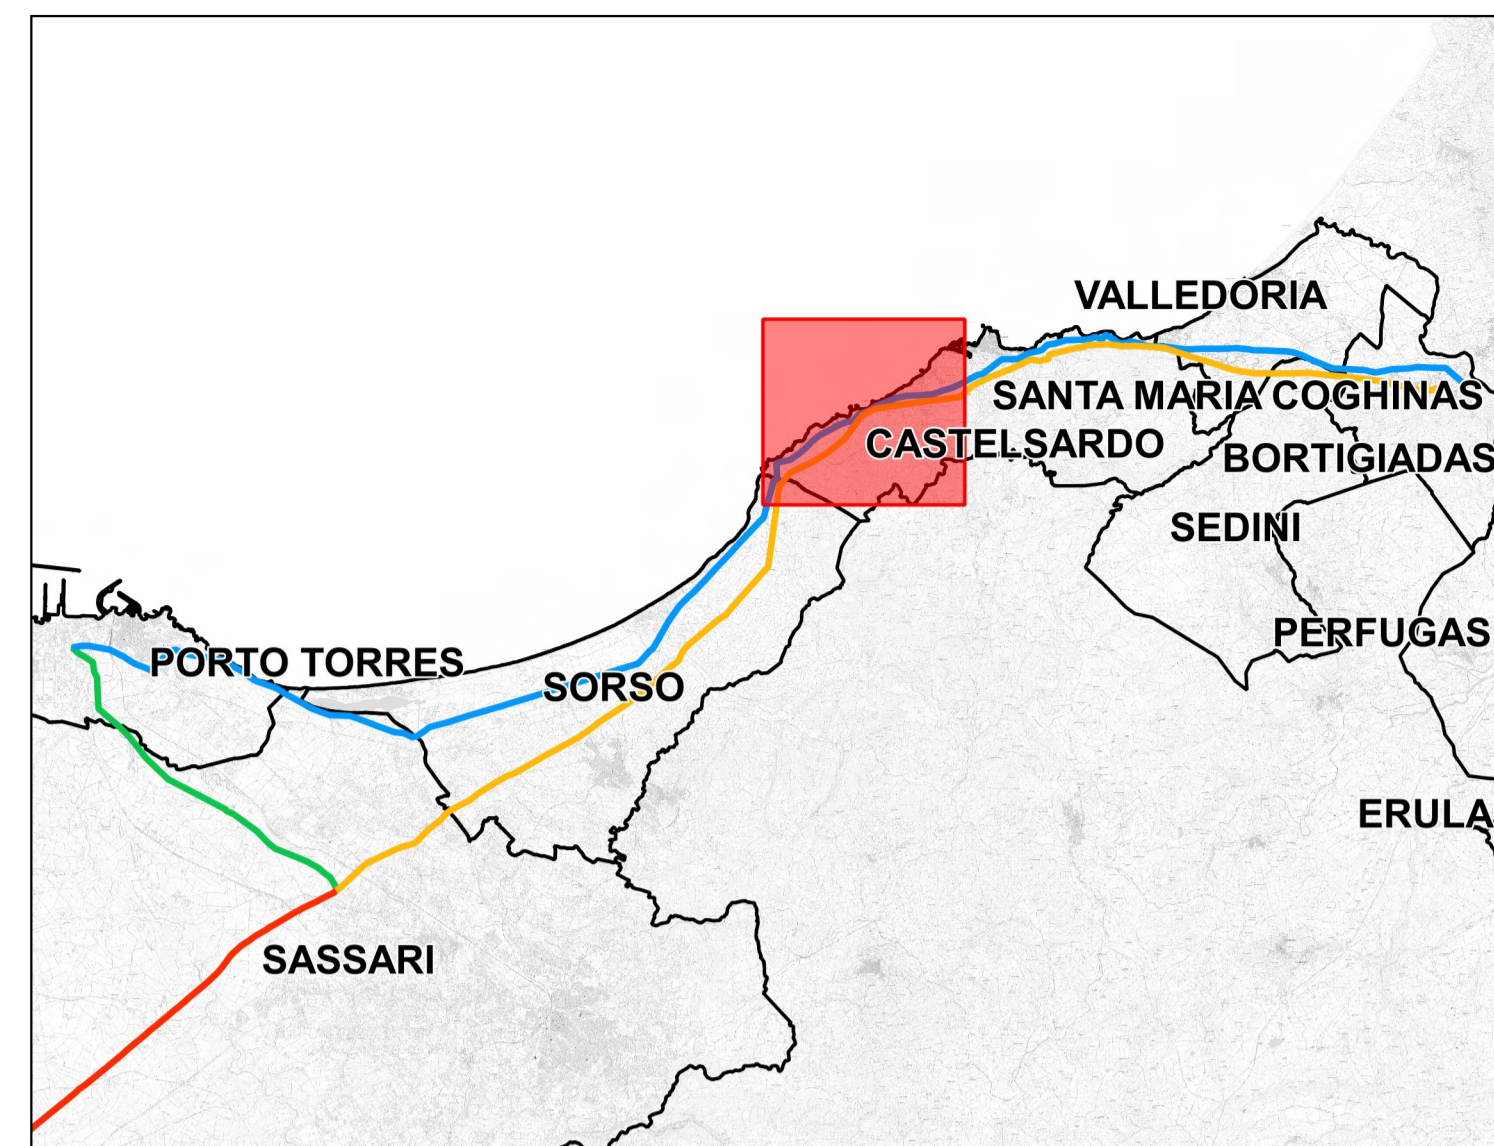 VALLEDORIA
SANTA MARIA COGHINAS
CASTELSARDO
BORTIGIADAS
SEDINI
PERFUGAS
PORTO TORRES
SORSO
ERULA
SASSARI